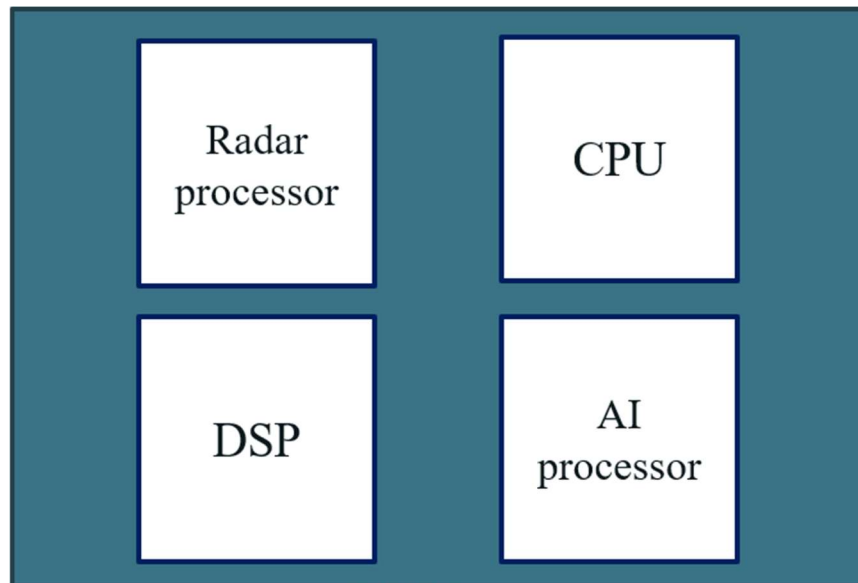 Radar
processor
CPU
DSP
AI
processor